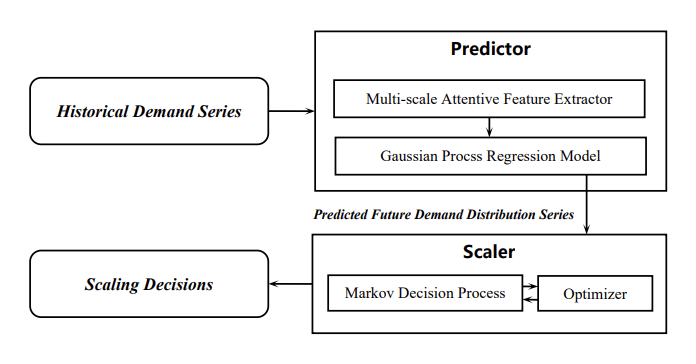 Predictor
Historical Demand Series
Multi-scale Attentive Feature Extractor
Gaussian Procss Regression Model
Predicted Future Demand Distribution Series
Scaler
Scaling Decisions
Markov Decision Process
Optimizer